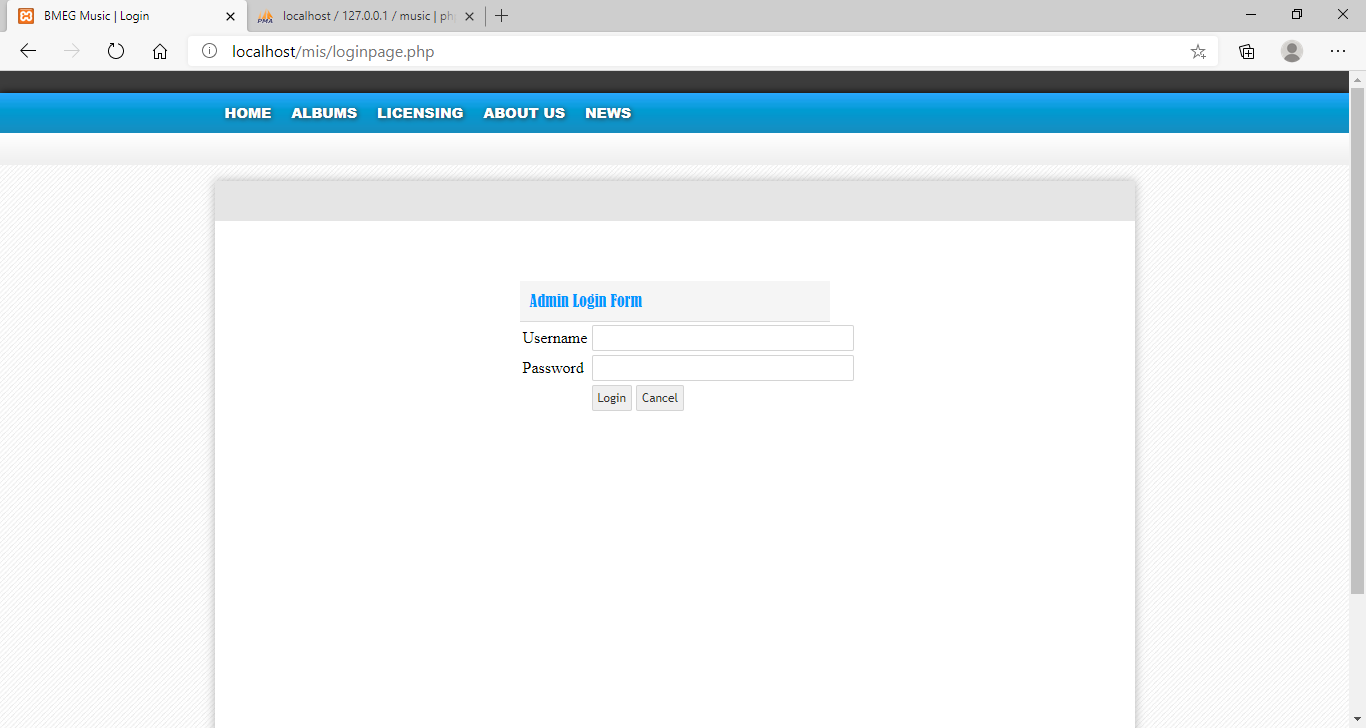 BMEG Music | Login
localhost / 127.0.0.1 / music | ph
localhost/mis/loginpage.php
HOME ALBUMS LICENSING ABOUT US NEWS
Admin Login Form
Username
Password
Login Cancel